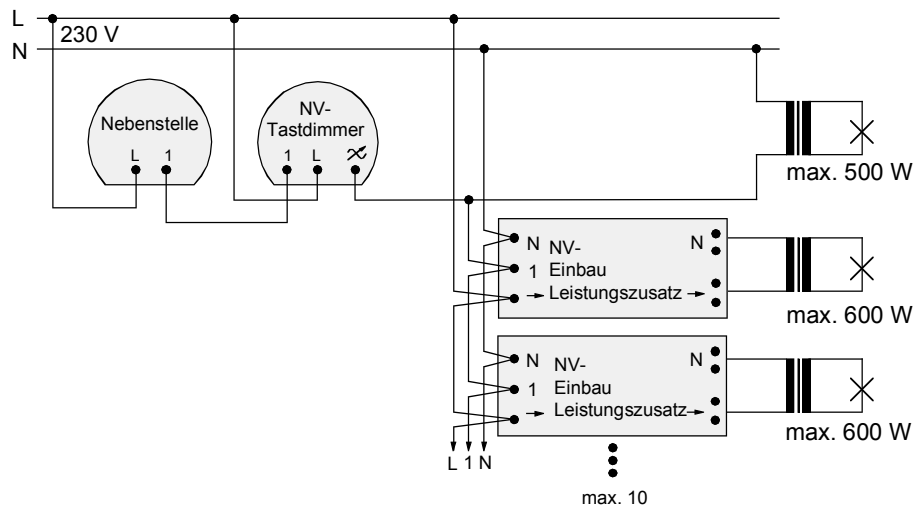 L
230 V
N
Nebenstelle
L 1
NV-
Tastdimmer
1 L
max. 500 W
N NV- N
1 Einbau
Leistungszusatz
max. 600 W
N NV- N
1 Einbau
Leistungszusatz
max. 600 W
L 1 N
max. 10